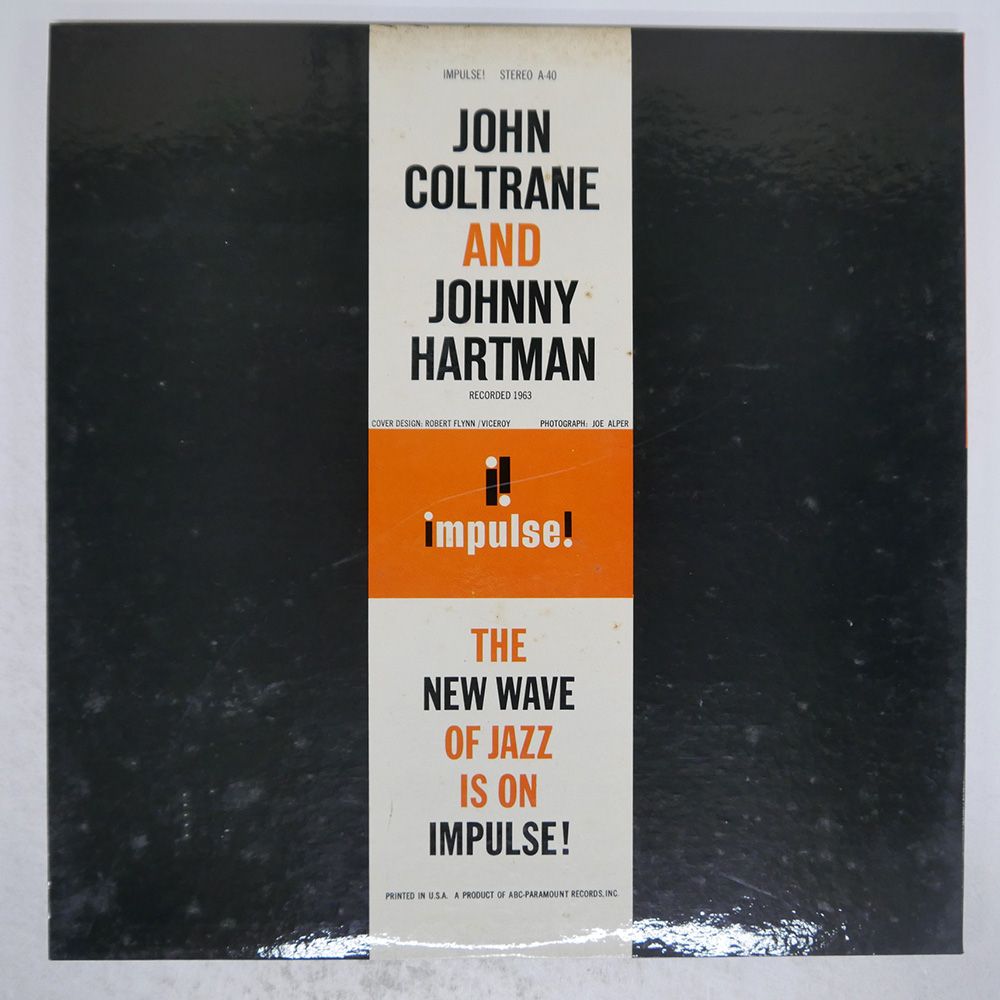 IMPULSE! STEREO A-40
JOHN
COLTRANE
AND
JOHNNY
HARTMAN
RECORDED 1963
COVER DESIGN: ROBERT FLYNN / VICEROY PHOTOGRAPH: JOE ALPER
impulse!
THE
NEW WAVE
OF JAZZ
IS ON
IMPULSE!
PRINTED IN U.S.A. A PRODUCT OF ABC-PARAMOUNT RECORDS, INC.